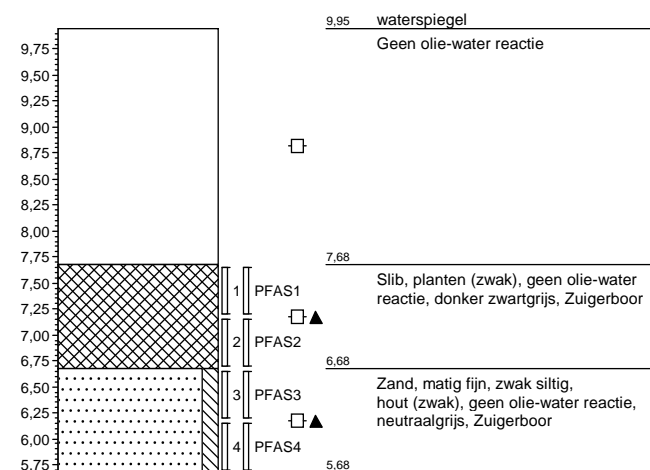 9,95 waterspiegel
Geen olie-water reactie
9,75
9,50
9,25
9,00
8,75
8,50
8,25
8,00
7,75
7,68
7,50
Slib, planten (zwak), geen olie-water
reactie, donker zwartgrijs, Zuigerboor
1 PFAS1
7,25
7,00
2 PFAS2
6,75
6,68
6,50
Zand, matig fijn, zwak siltig,
hout (zwak), geen olie-water reactie,
neutraalgrijs, Zuigerboor
3 PFAS3
6,25
6,00
4 PFAS4
5,75
5,68